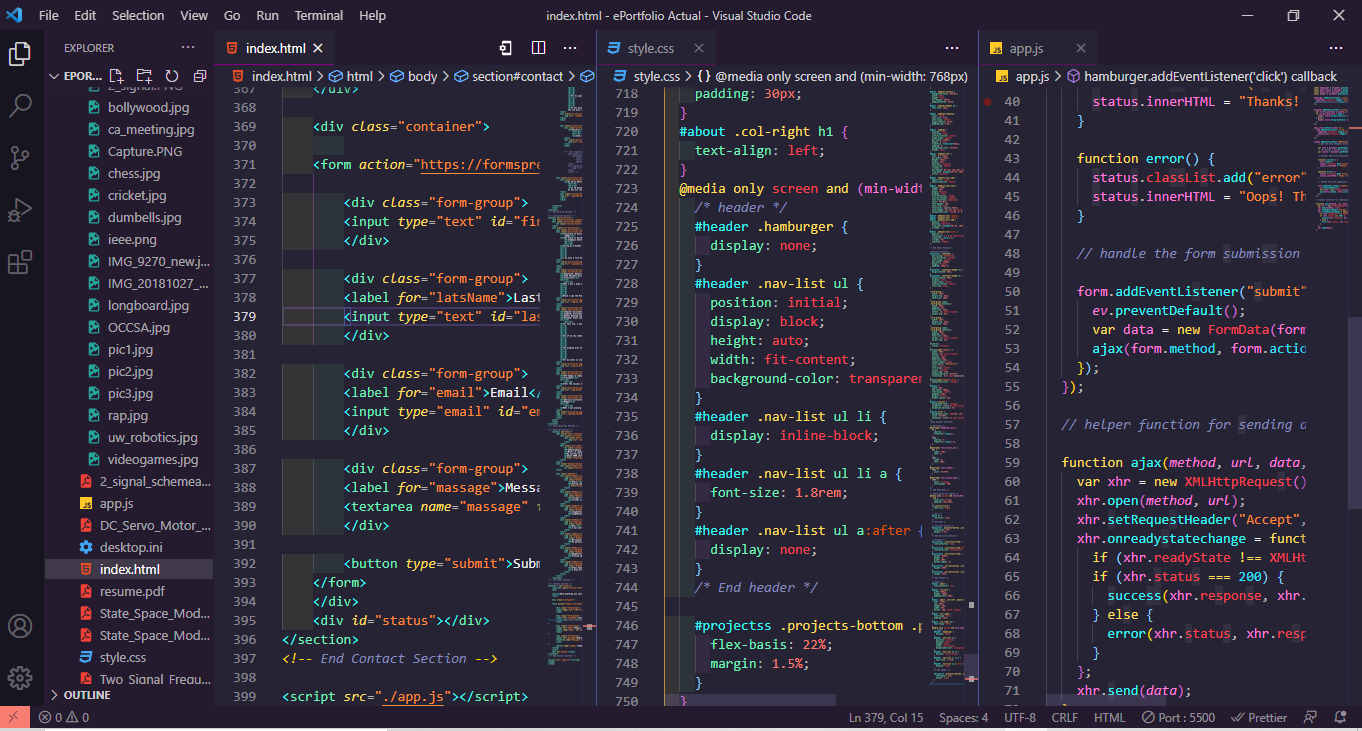 File Edit Selection View Go Run Terminal Help
index.html - ePortfolio Actual - Visual Studio Code
EXPLORER
EPOR...
bollywood.jpg
ca_meeting.jpg
Capture.PNG
chess.jpg
cricket.jpg
dumbells.jpg
ieee.png
IMG_9270_new.j...
IMG_20181027_...
longboard.jpg
OCCSA.jpg
pic1.jpg
pic2.jpg
pic3.jpg
rap.jpg
uw_robotics.jpg
videogames.jpg
2_signal_schemea...
app.js
DC_Servo_Motor_...
desktop.ini
index.html
resume.pdf
State_Space_Mod...
State_Space_Mod...
style.css
Two_Signal_Frequ...
OUTLINE
index.html
index.html > html > body > section#contact >
367 </div>
368
369 <div class="container">
370
371 <form action="https://formspre
372
373 <div class="form-group">
374 <input type="text" id="fir
375 </div>
376
377 <div class="form-group">
378 <label for="latsName">Last
379 <input type="text" id="las
380 </div>
381
382 <div class="form-group">
383 <label for="email">Email</
384 <input type="email" id="em
385 </div>
386
387 <div class="form-group">
388 <label for="massage">Messa
389 <textarea name="massage"
390 </div>
391
392 <button type="submit">Subm
393 </form>
394 </div>
395 <div id="status"></div>
396 </section>
397 <!-- End Contact Section -->
398
399 <script src="./app.js"></script>
style.css
style.css > {} @media only screen and (min-width: 768px)
718 padding: 30px;
719 }
720 #about .col-right h1 {
721 text-align: left;
722 }
723 @media only screen and (min-widt
724 /* header */
725 #header .hamburger {
726 display: none;
727 }
728 #header .nav-list ul {
729 position: initial;
730 display: block;
731 height: auto;
732 width: fit-content;
733 background-color: transparen
734 }
735 #header .nav-list ul li {
736 display: inline-block;
737 }
738 #header .nav-list ul li a {
739 font-size: 1.8rem;
740 }
741 #header .nav-list ul a:after {
742 display: none;
743 }
744 /* End header */
745
746 #projectss .projects-bottom .p
747 flex-basis: 22%;
748 margin: 1.5%;
749 }
750 }
JS app.js
JS app.js > hamburger.addEventListener('click') callback
40 status.innerHTML = "Thanks!
41 }
42
43 function error() {
44 status.classList.add("error"
45 status.innerHTML = "Oops! Th
46 }
47
48 // handle the form submission
49
50 form.addEventListener("submit"
51 ev.preventDefault();
52 var data = new FormData(form
53 ajax(form.method, form.actio
54 });
55 });
56
57 // helper function for sending a
58
59 function ajax(method, url, data,
60 var xhr = new XMLHttpRequest()
61 xhr.open(method, url);
62 xhr.setRequestHeader("Accept",
63 xhr.onreadystatechange = funct
64 if (xhr.readyState !== XMLHt
65 if (xhr.status === 200) {
66 success(xhr.response, xhr.
67 } else {
68 error(xhr.status, xhr.resp
69 }
70 };
71 xhr.send(data);
0 0 Ln 379, Col 15 Spaces: 4 UTF-8 CRLF HTML Port : 5500 Prettier